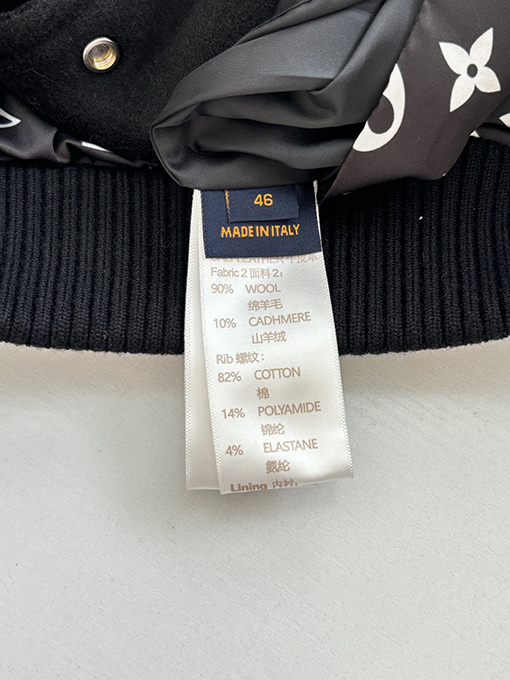 46
MADE IN ITALY
LEATHER
Fabric 2 面料 2:
90% WOOL
绵羊毛
10% CADHMERE
山羊绒
Rib 螺纹:
82% COTTON
棉
14% POLYAMIDE
锦纶
4% ELASTANE
氨纶
Lining 内衬: